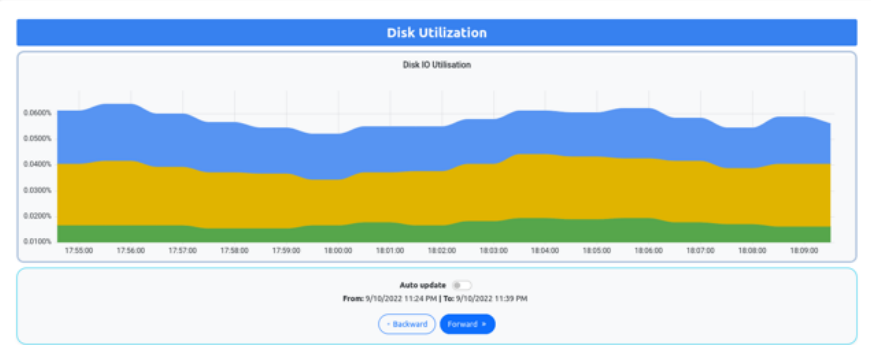 Disk Utilization
Disk IO Utilisation
0.0600%
0.0500%
0.0400%
0.0300%
0.0200%
0.0100%
17:55:00 17:56:00 17:57:00 17:58:00 17:59:00 18:00:00 18:01:00 18:02:00 18:03:00 18:04:00 18:05:00 18:06:00 18:07:00 18:08:00 18:09:00
Auto update
From: 9/10/2022 11:24 PM | To: 9/10/2022 11:39 PM
Backward Forward